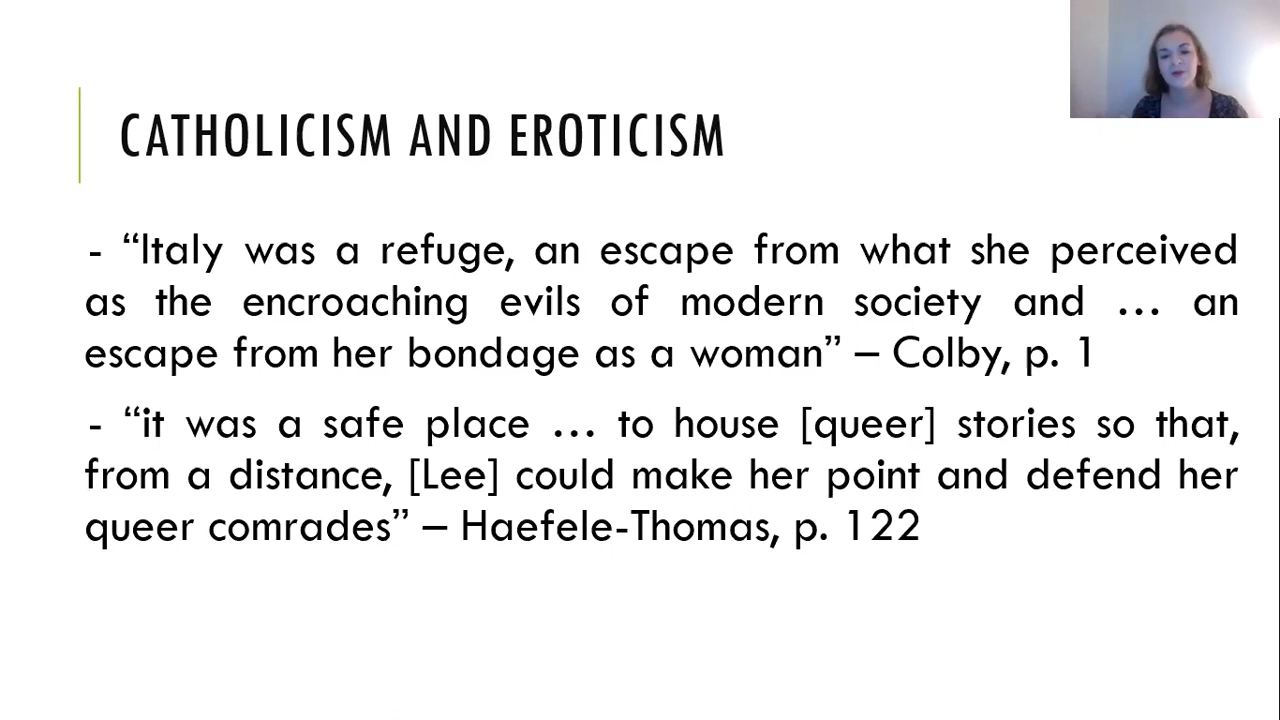 CATHOLICISM AND EROTICISM
- “Italy was a refuge, an escape from what she perceived
as the encroaching evils of modern society and … an
escape from her bondage as a woman” – Colby, p. 1
- “it was a safe place … to house [queer] stories so that,
from a distance, [Lee] could make her point and defend her
queer comrades” – Haefele-Thomas, p. 122